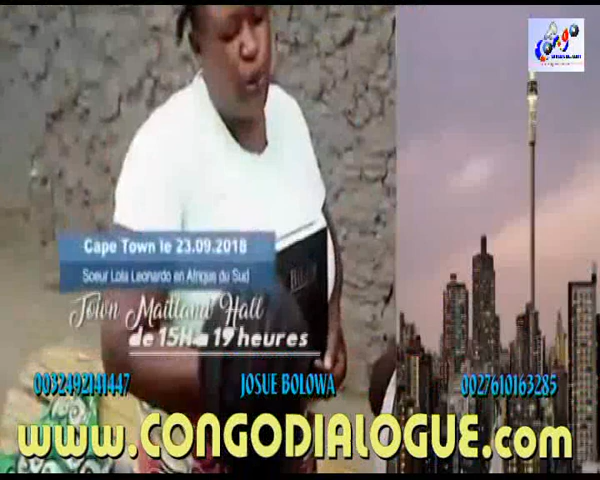 Cape Town le 23.09.2018
Soeur Lola Leonardo en Afrique du Sud
Town Maitland Hall
de 15H a 19 heures
0032492141447 JOSUE BOLOWA 0027610163285
www.CONGODIALOGUE.com